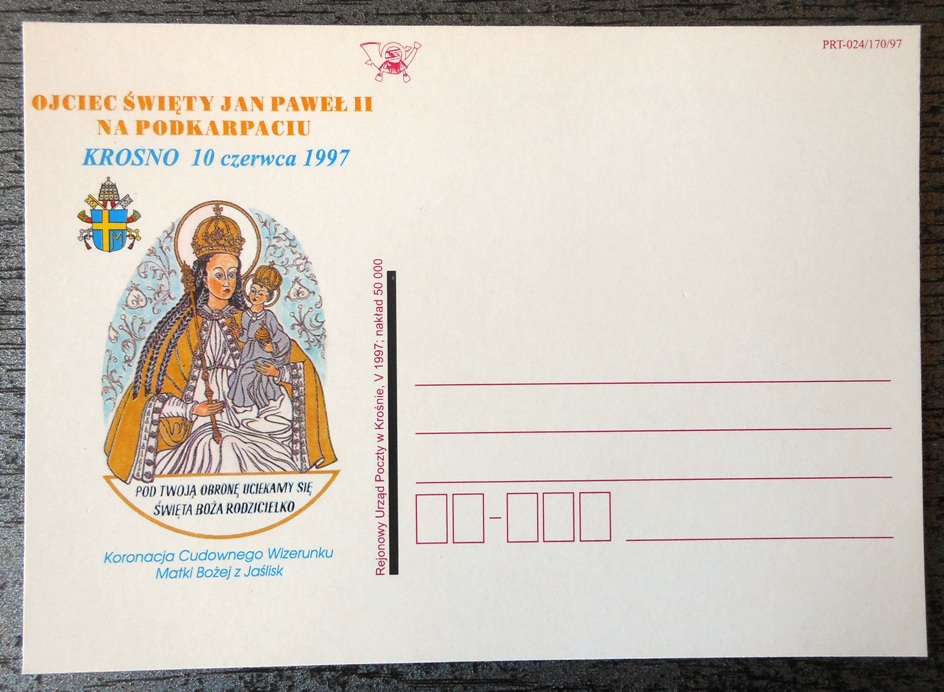 PRT-024/170/97
OJCIEC ŚWIĘTY JAN PAWEŁ II
NA PODKARPACIU
KROSNO 10 czerwca 1997
POD TWOJĄ OBRONĘ UCIEKAMY SIĘ
ŚWIĘTA BOŻA RODZICIELKO
Koronacja Cudownego Wizerunku
Matki Bożej z Jaślisk
Rejonowy Urząd Poczty w Krośnie, V 1997; nakład 50 000